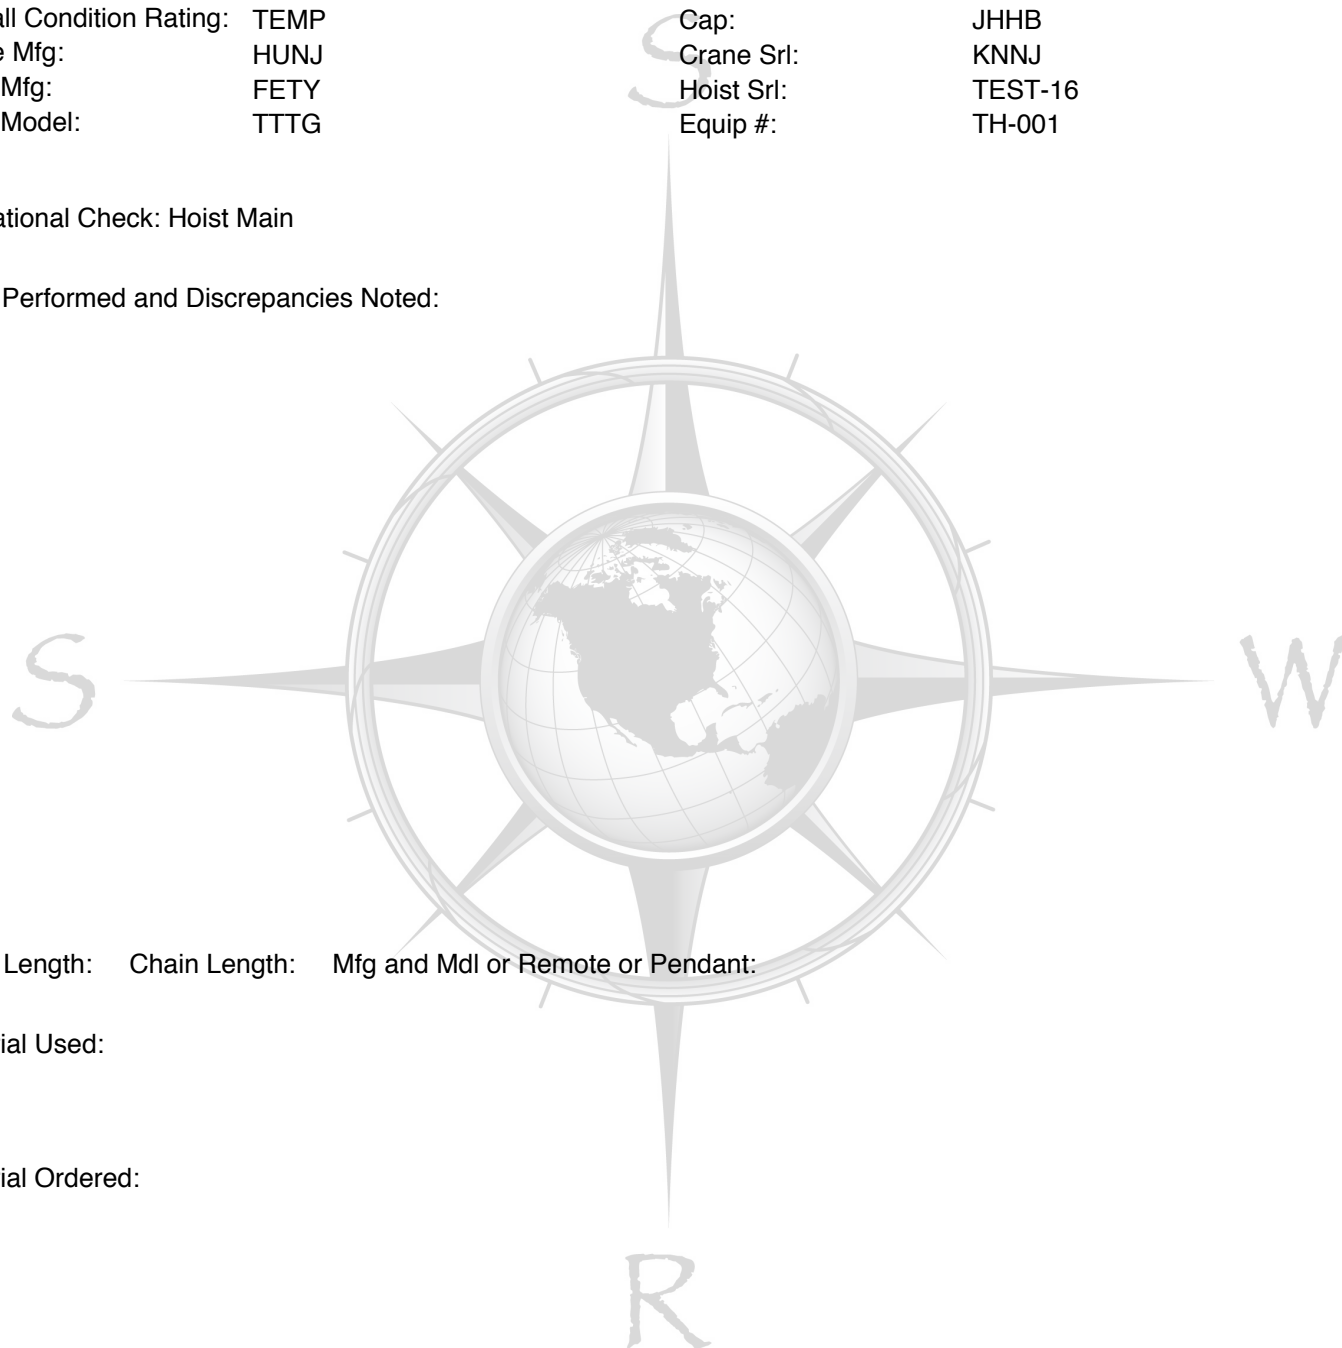 all Condition Rating: TEMP Cap: JHHB
e Mfg: HUNJ Crane Srl: KNNJ
Mfg: FETY Hoist Srl: TEST-16
Model: TTTG Equip #: TH-001
ational Check: Hoist Main
Performed and Discrepancies Noted:
Length: Chain Length: Mfg and Mdl or Remote or Pendant:
rial Used:
rial Ordered:
S
S
W
R